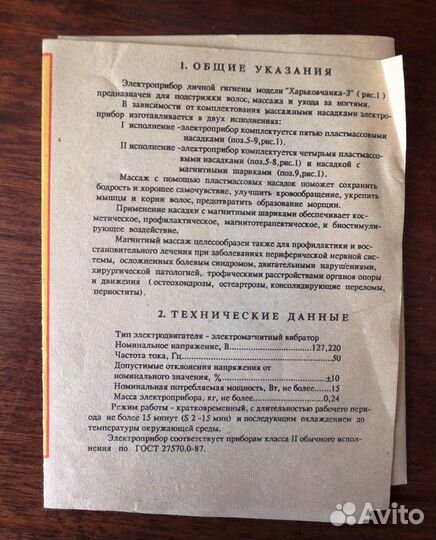 1. ОБЩИЕ УКАЗАНИЯ
Электроприбор личной гигиены модели "Харьковчанка-3" (рис.1)
предназначен для подстрижки волос, массажа и ухода за ногтями.
В зависимости от комплектования массажными насадками электро-
прибор изготавливается в двух исполнениях:
I исполнение -электроприбор комплектуется пятью пластмассовыми
насадками (поз.5-9,рис.1).
II исполнение -электроприбор комплектуется четырьмя пластмассо-
выми насадками (поз.5-8,рис.1) и насадкой с
магнитными шариками (поз.9,рис.1).
Массаж с помощью пластмассовых насадок поможет сохранить
бодрость и хорошее самочувствие, улучшить кровообращение, укрепить
мышцы и корни волос, предотвратить образование морщин.
Применение насадки с магнитными шариками обеспечивает кос-
метическое, профилактическое, магнитотерапевтическое, и биостимули-
рующее воздействие.
Магнитный массаж целесообразен также для профилактики и вос-
становительного лечения при заболеваниях периферической нервной сис-
темы, осложненных болевым синдромом, двигательными нарушениями,
хирургической патологией, трофическими расстройствами органов опоры
и движения ( остеохондрозы, остеартрозы, консолидирующие переломы,
периоститы).
2. ТЕХНИЧЕСКИЕ ДАННЫЕ
Тип электродвигателя - электромагнитный вибратор
Номинальное напряжение, В....................127,220
Частота тока, Гц....................50
Допустимые отклонения напряжения от
номинального значения, %....................±10
Номинальная потребляемая мощность, Вт, не более........15
Масса электроприбора, кг, не более....................0,24
Режим работы - кратковременный, с длительностью рабочего перио-
да не более 15 минут (S 2 -15 мин) и последующим охлаждением до
температуры окружающей среды.
Электроприбор соответствует приборам класса II обычного испол-
нения по ГОСТ 27570.0-87.
Avito